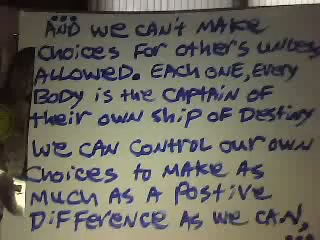 ...
AND WE CAN'T MAKE
CHOICES FOR OTHER'S UNLESS
ALLOWED. EACH ONE, EVERY
BODY IS the CAPTAIN OF
their OWN SHIP OF DESTINY
WE CAN CONTROL OUR OWN
CHOICES to MAKE AS
MUCH AS A POSTIVE
DIFFERENCE AS WE CAN,
...